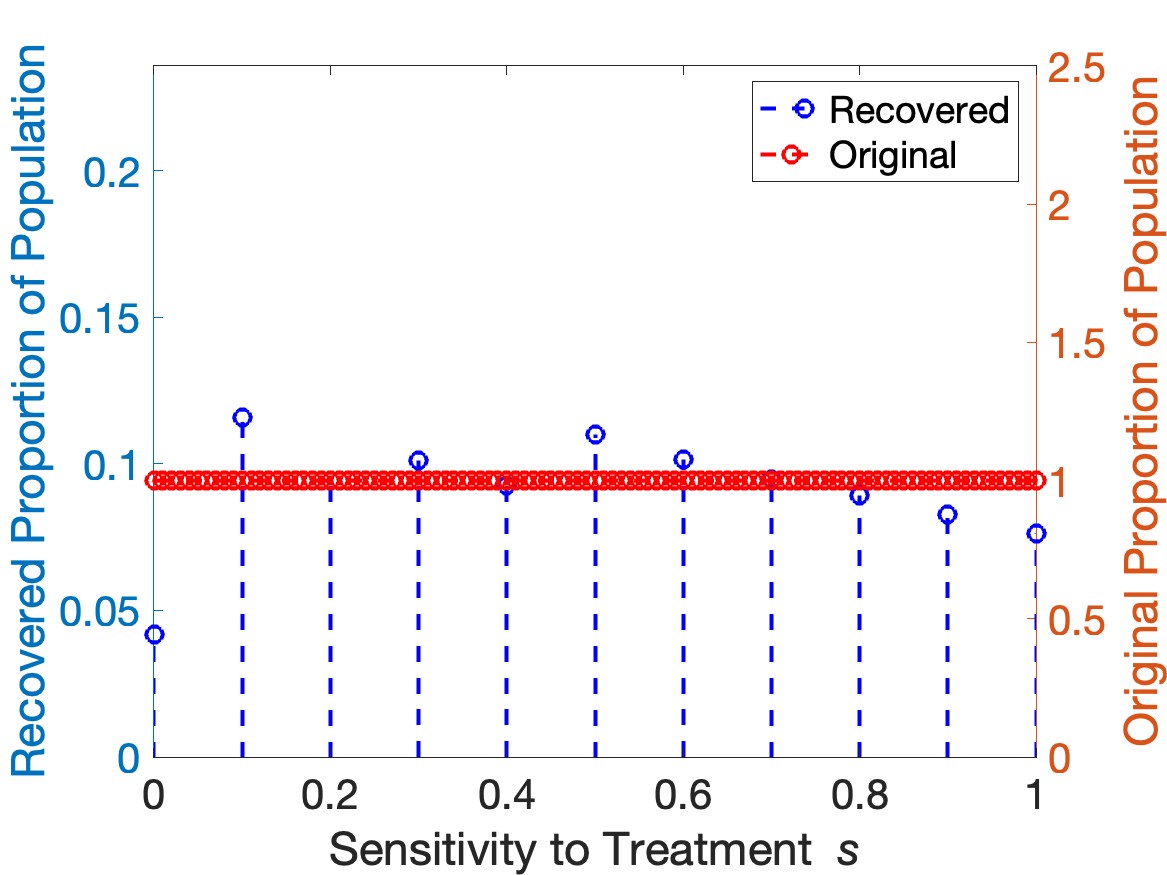 Recovered Proportion of Population
0.2
0.15
0.1
0.05
0
Recovered
Original
2.5
2
1.5
1
0.5
0
Original Proportion of Population
0 0.2 0.4 0.6 0.8 1
Sensitivity to Treatment s